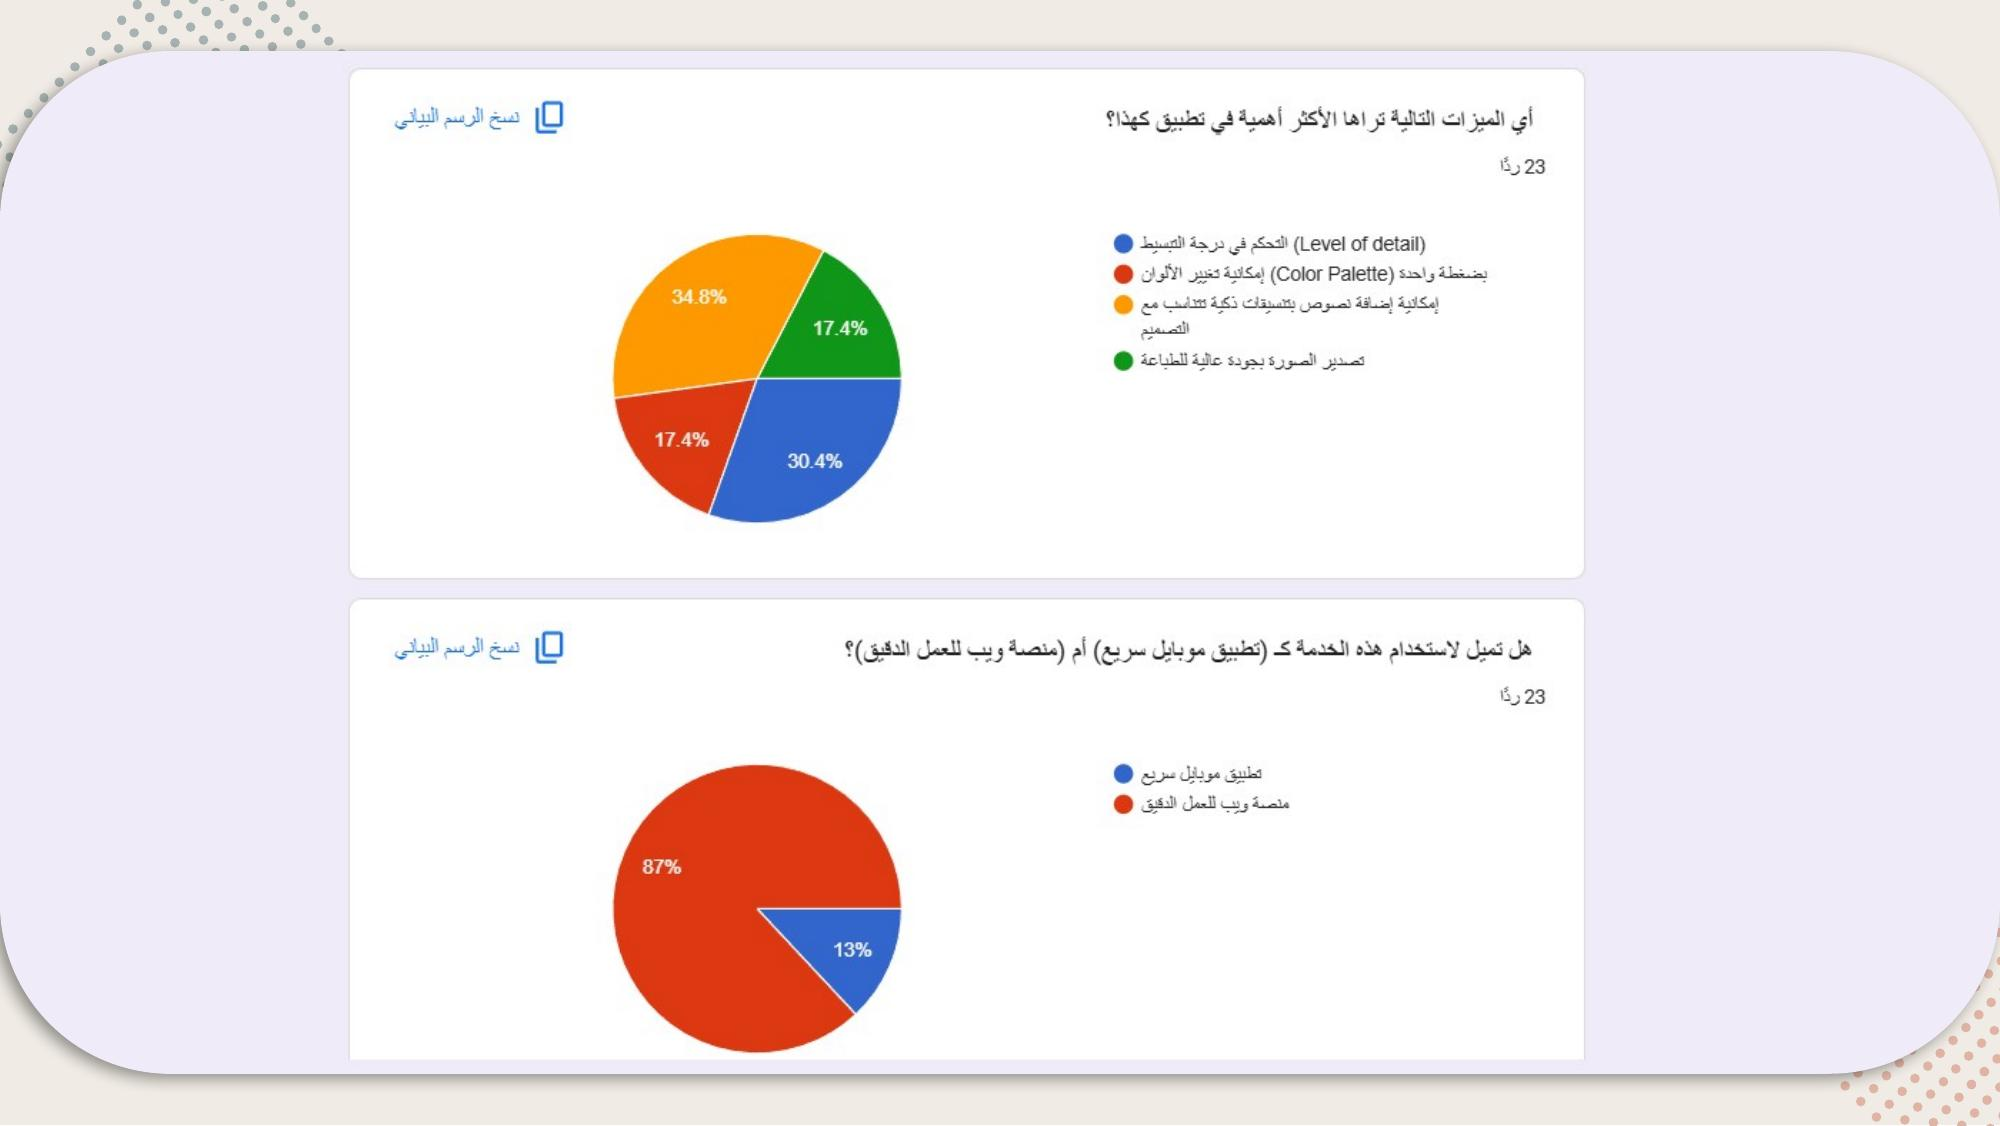 أي الميزات التالية تراها الأكثر أهمية في تطبيق كهذا؟
نسخ الرسم البياني
23 ردًا
التحكم في درجة التبسيط (Level of detail)
إمكانية تغيير الألوان (Color Palette) بضغطة واحدة
إمكانية إضافة نصوص بتنسيقات ذكية تتناسب مع
التصميم
تصدير الصورة بجودة عالية للطباعة
34.8%
17.4%
17.4%
30.4%
هل تميل لاستخدام هذه الخدمة كـ (تطبيق موبايل سريع) أم (منصة ويب للعمل الدقيق)؟
نسخ الرسم البياني
23 ردًا
تطبيق موبايل سريع
منصة ويب للعمل الدقيق
87%
13%